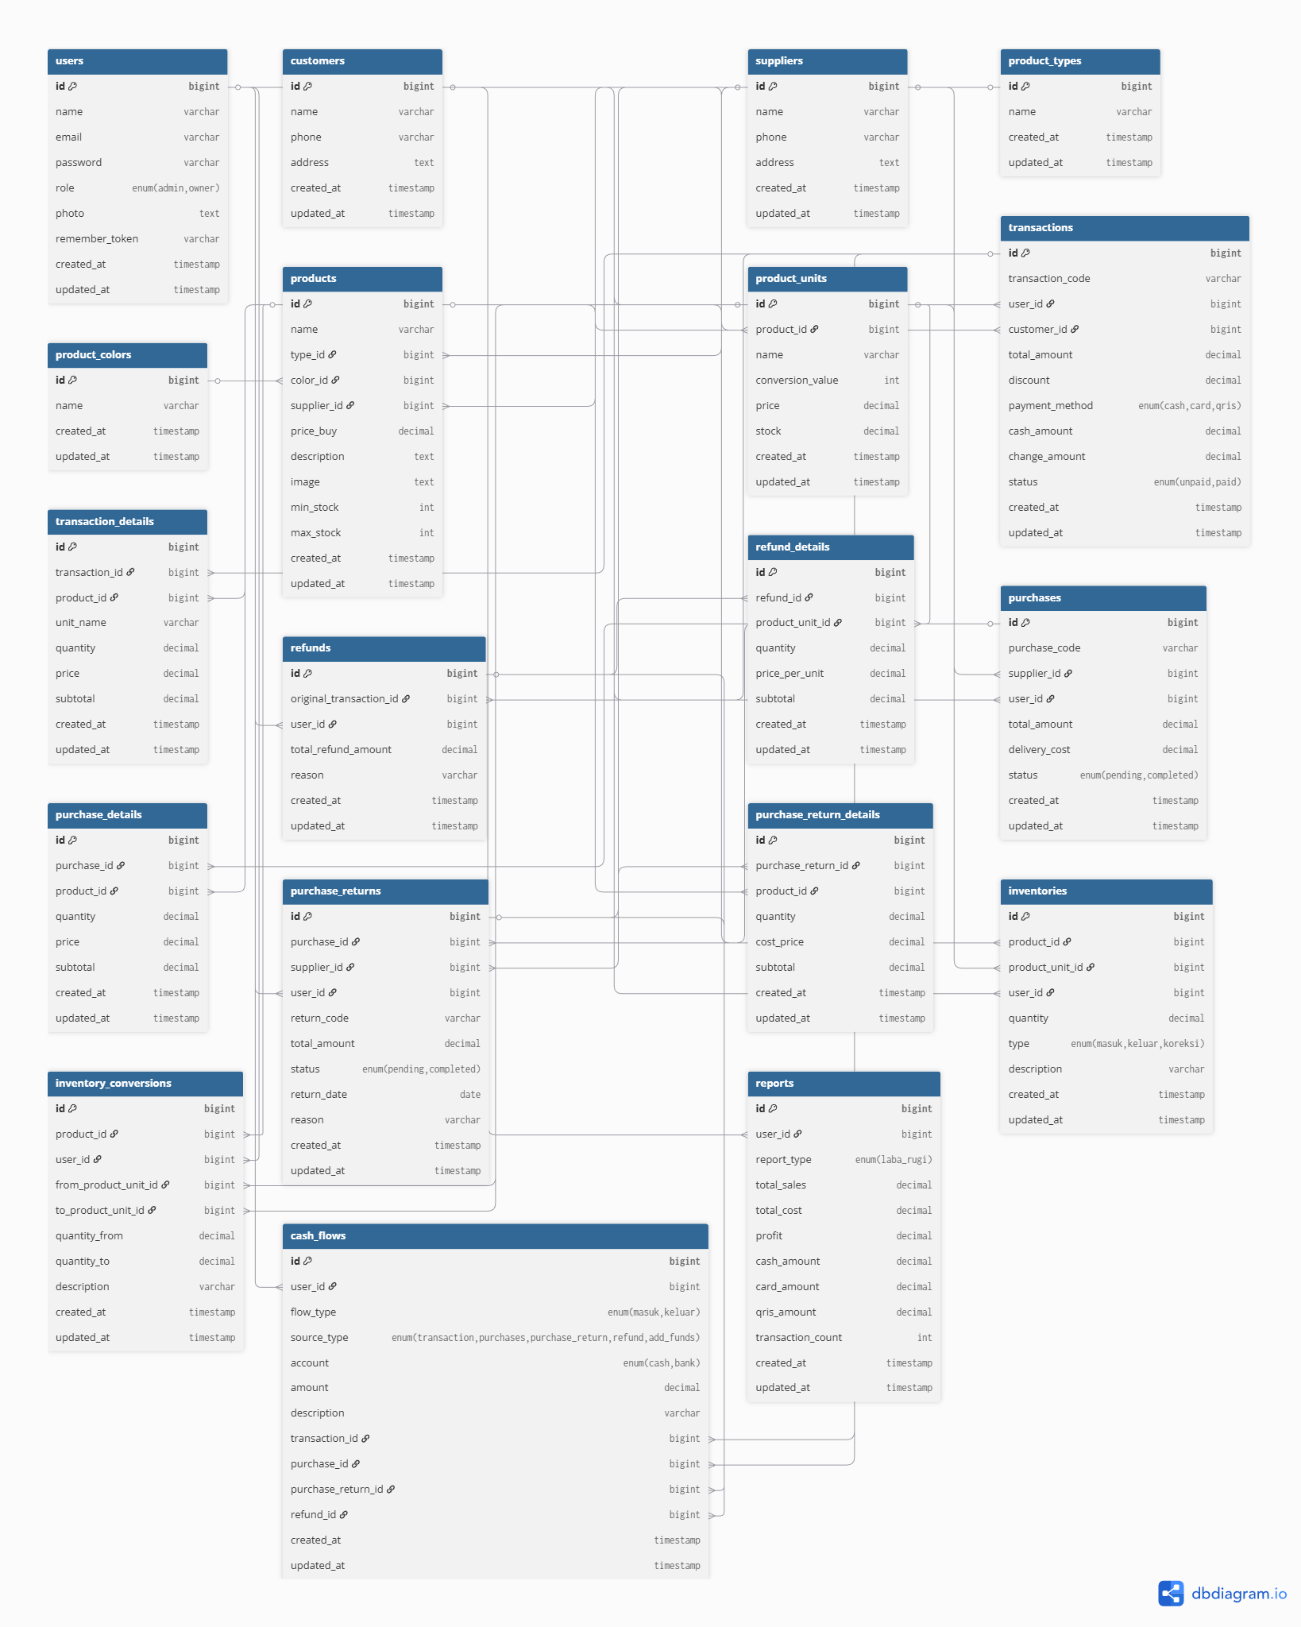 users
id bigint
name varchar
email varchar
password varchar
role enum(admin,owner)
photo text
remember_token varchar
created_at timestamp
updated_at timestamp
customers
id bigint
name varchar
phone varchar
address text
created_at timestamp
updated_at timestamp
suppliers
id bigint
name varchar
phone varchar
address text
created_at timestamp
updated_at timestamp
product_types
id bigint
name varchar
created_at timestamp
updated_at timestamp
transactions
id bigint
transaction_code varchar
user_id bigint
customer_id bigint
total_amount decimal
discount decimal
payment_method enum(cash,card,qris)
cash_amount decimal
change_amount decimal
status enum(unpaid,paid)
created_at timestamp
updated_at timestamp
products
id bigint
name varchar
type_id bigint
color_id bigint
supplier_id bigint
price_buy decimal
description text
image text
min_stock int
max_stock int
created_at timestamp
updated_at timestamp
product_units
id bigint
product_id bigint
name varchar
conversion_value int
price decimal
stock decimal
created_at timestamp
updated_at timestamp
product_colors
id bigint
name varchar
created_at timestamp
updated_at timestamp
transaction_details
id bigint
transaction_id bigint
product_id bigint
unit_name varchar
quantity decimal
price decimal
subtotal decimal
created_at timestamp
updated_at timestamp
refund_details
id bigint
refund_id bigint
product_unit_id bigint
quantity decimal
price_per_unit decimal
subtotal decimal
created_at timestamp
updated_at timestamp
purchases
id bigint
purchase_code varchar
supplier_id bigint
user_id bigint
total_amount decimal
delivery_cost decimal
status enum(pending,completed)
created_at timestamp
updated_at timestamp
refunds
id bigint
original_transaction_id bigint
user_id bigint
total_refund_amount decimal
reason varchar
created_at timestamp
updated_at timestamp
purchase_details
id bigint
purchase_id bigint
product_id bigint
quantity decimal
price decimal
subtotal decimal
created_at timestamp
updated_at timestamp
purchase_return_details
id bigint
purchase_return_id bigint
product_id bigint
quantity decimal
cost_price decimal
subtotal decimal
created_at timestamp
updated_at timestamp
purchase_returns
id bigint
purchase_id bigint
supplier_id bigint
user_id bigint
return_code varchar
total_amount decimal
status enum(pending,completed)
return_date date
reason varchar
created_at timestamp
updated_at timestamp
inventories
id bigint
product_id bigint
product_unit_id bigint
user_id bigint
quantity decimal
type enum(masuk,keluar,koreksi)
description varchar
created_at timestamp
updated_at timestamp
inventory_conversions
id bigint
product_id bigint
user_id bigint
from_product_unit_id bigint
to_product_unit_id bigint
quantity_from decimal
quantity_to decimal
description varchar
created_at timestamp
updated_at timestamp
reports
id bigint
user_id bigint
report_type enum(laba_rugi)
total_sales decimal
total_cost decimal
profit decimal
cash_amount decimal
card_amount decimal
qris_amount decimal
transaction_count int
created_at timestamp
updated_at timestamp
cash_flows
id bigint
user_id bigint
flow_type enum(masuk,keluar)
source_type enum(transaction,purchases,purchase_return,refund,add_funds)
account enum(cash,bank)
amount decimal
description varchar
transaction_id bigint
purchase_id bigint
purchase_return_id bigint
refund_id bigint
created_at timestamp
updated_at timestamp
dbdiagram.io